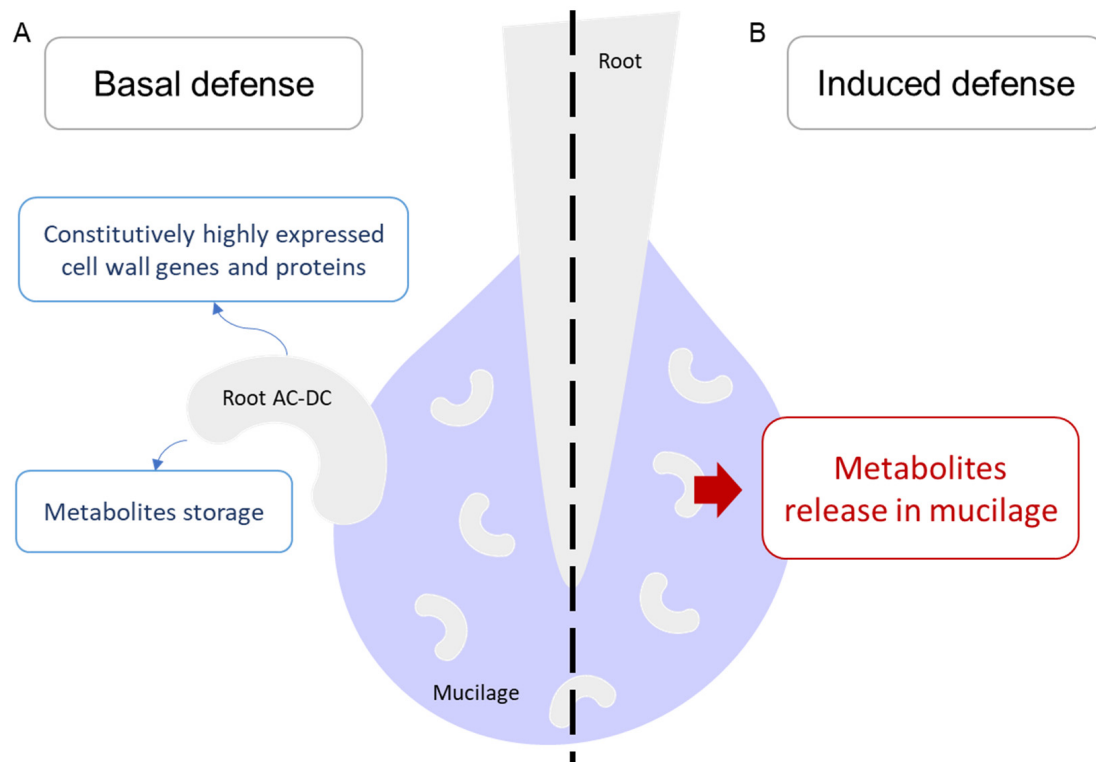 A
Basal defense
Root
B
Induced defense
Constitutively highly expressed
cell wall genes and proteins
Root AC-DC
Metabolites storage
Metabolites
release in mucilage
Mucilage